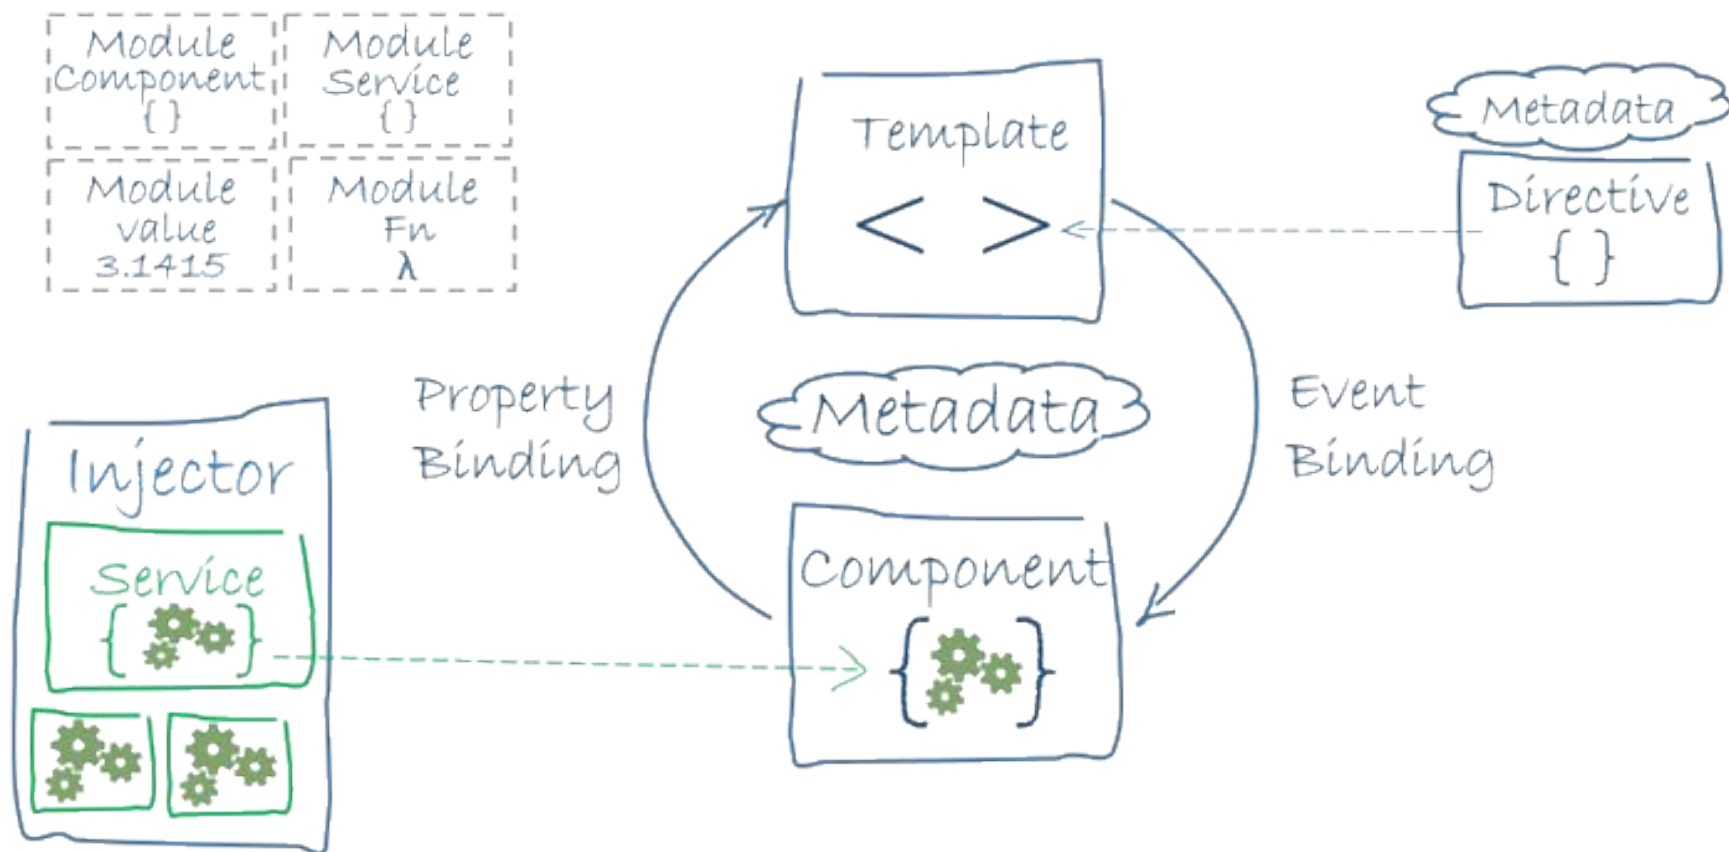 Module
Component
{ }
Module
Service
{ }
Module
value
3.1415
Module
Fn
λ
Template
< >
Metadata
Directive
{ }
Property
Binding
Metadata
Event
Binding
Injector
Service
{ }
Component
{ }